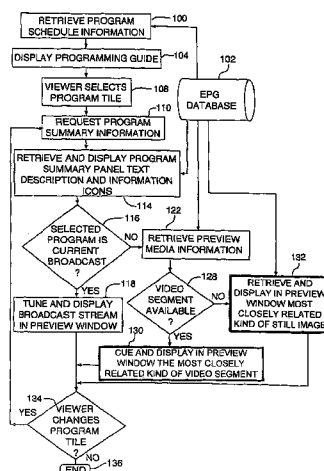 RETRIEVE PROGRAM
SCHEDULE INFORMATION
100
DISPLAY PROGRAMMING GUIDE
104
102
VIEWER SELECTS
PROGRAM TILE
108
EPG
DATABASE
110
REQUEST PROGRAM
SUMMARY INFORMATION
RETRIEVE AND DISPLAY PROGRAM
SUMMARY PANEL TEXT
DESCRIPTION AND INFORMATION
ICONS
114
116
SELECTED
PROGRAM IS
CURRENT
BROADCAST
?
NO
YES
122
RETRIEVE PREVIEW
MEDIA INFORMATION
118
TUNE AND DISPLAY
BROADCAST STREAM
IN PREVIEW WINDOW
128
VIDEO
SEGMENT
AVAILABLE
?
NO
YES
132
RETRIEVE AND
DISPLAY IN PREVIEW
WINDOW MOST
CLOSELY RELATED
KIND OF STILL IMAGE
130
CUE AND DISPLAY IN PREVIEW
WINDOW THE MOST CLOSELY
RELATED KIND OF VIDEO SEGMENT
134
VIEWER
CHANGES
PROGRAM
TILE
?
YES
NO
END
136